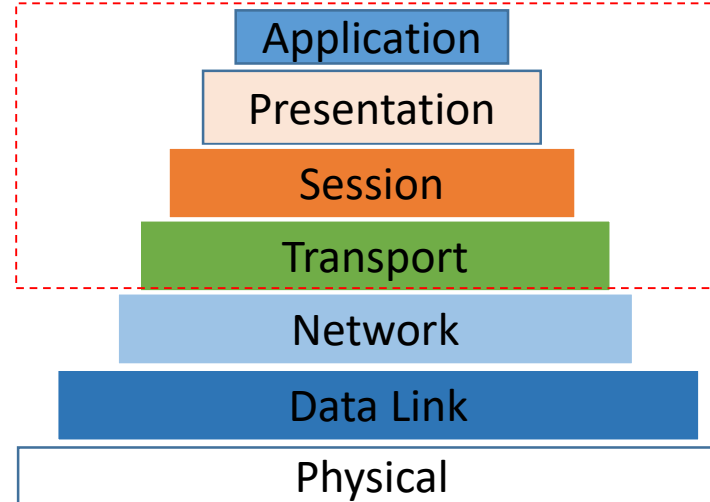 Application
Presentation
Session
Transport
Network
Data Link
Physical